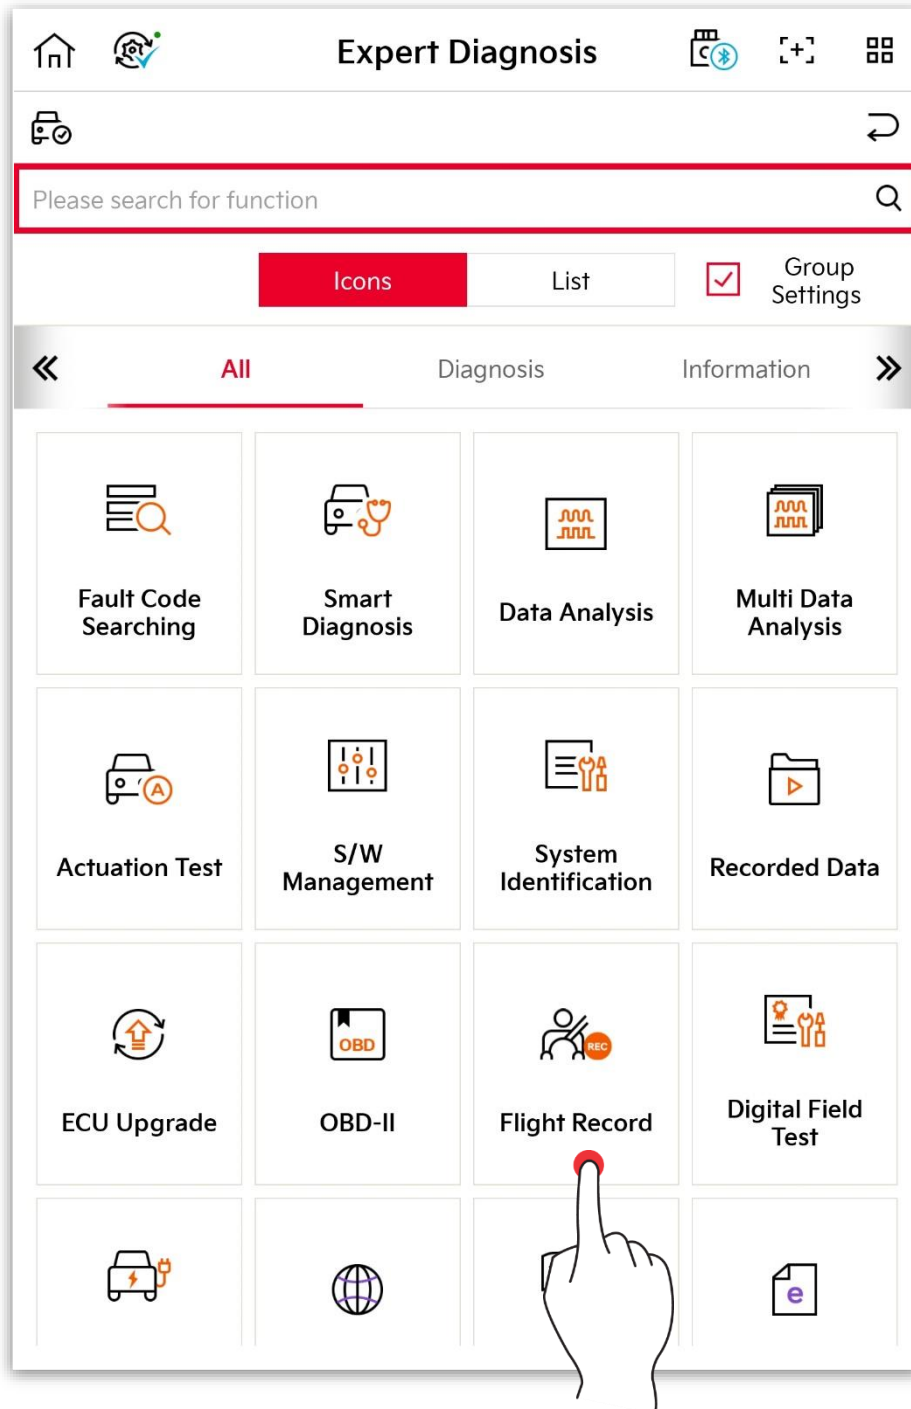 Expert Diagnosis
Please search for function
Icons
List
Group
Settings
All
Diagnosis
Information
Fault Code
Searching
Smart
Diagnosis
Data Analysis
Multi Data
Analysis
Actuation Test
S/W
Management
System
Identification
Recorded Data
OBD
REC
ECU Upgrade
OBD-II
Flight Record
Digital Field
Test